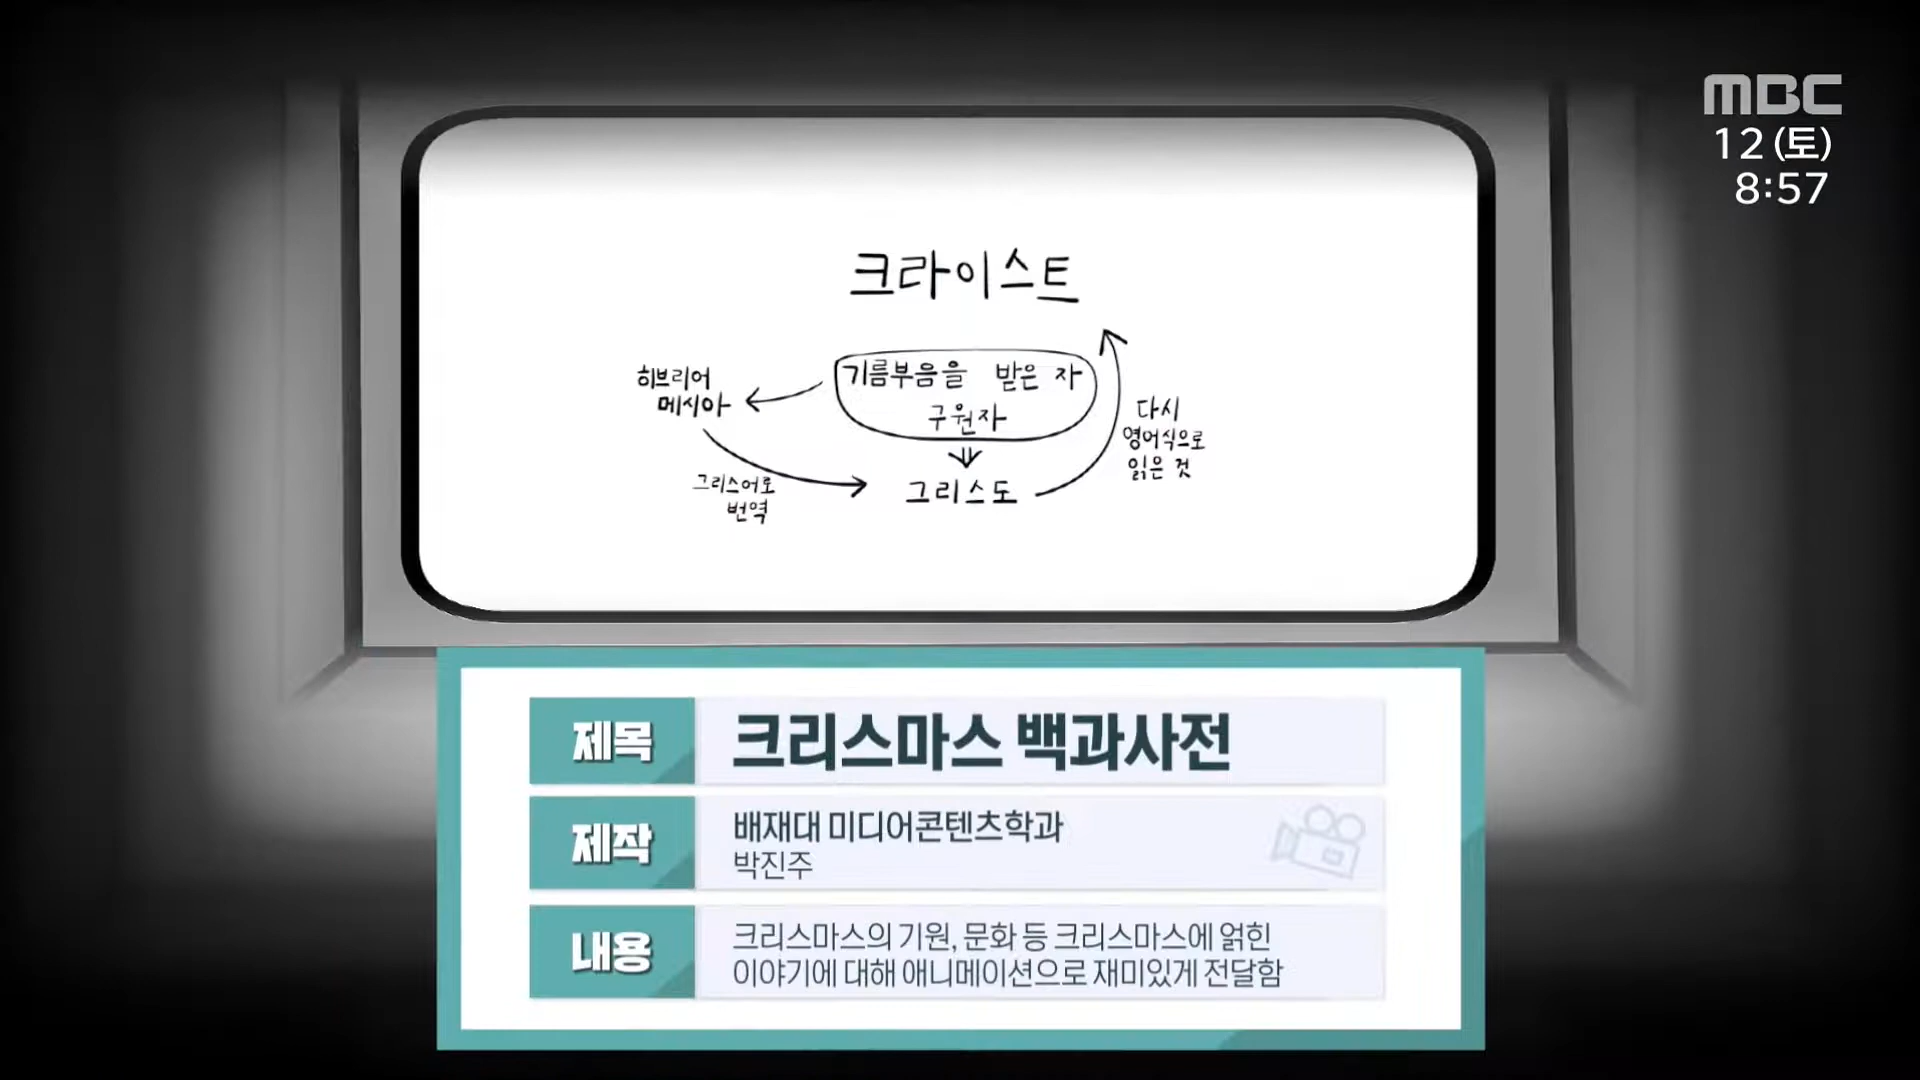 MBC
12(토)
8:57
크라이스트
기름부음을 받은 자
구원자
히브리어
메시아
그리스어로
번역
그리스도
다시
영어식으로
읽은 것
제목
크리스마스 백과사전
제작
배재대 미디어콘텐츠학과
박진주
내용
크리스마스의 기원, 문화 등 크리스마스에 얽힌
이야기에 대해 애니메이션으로 재미있게 전달함